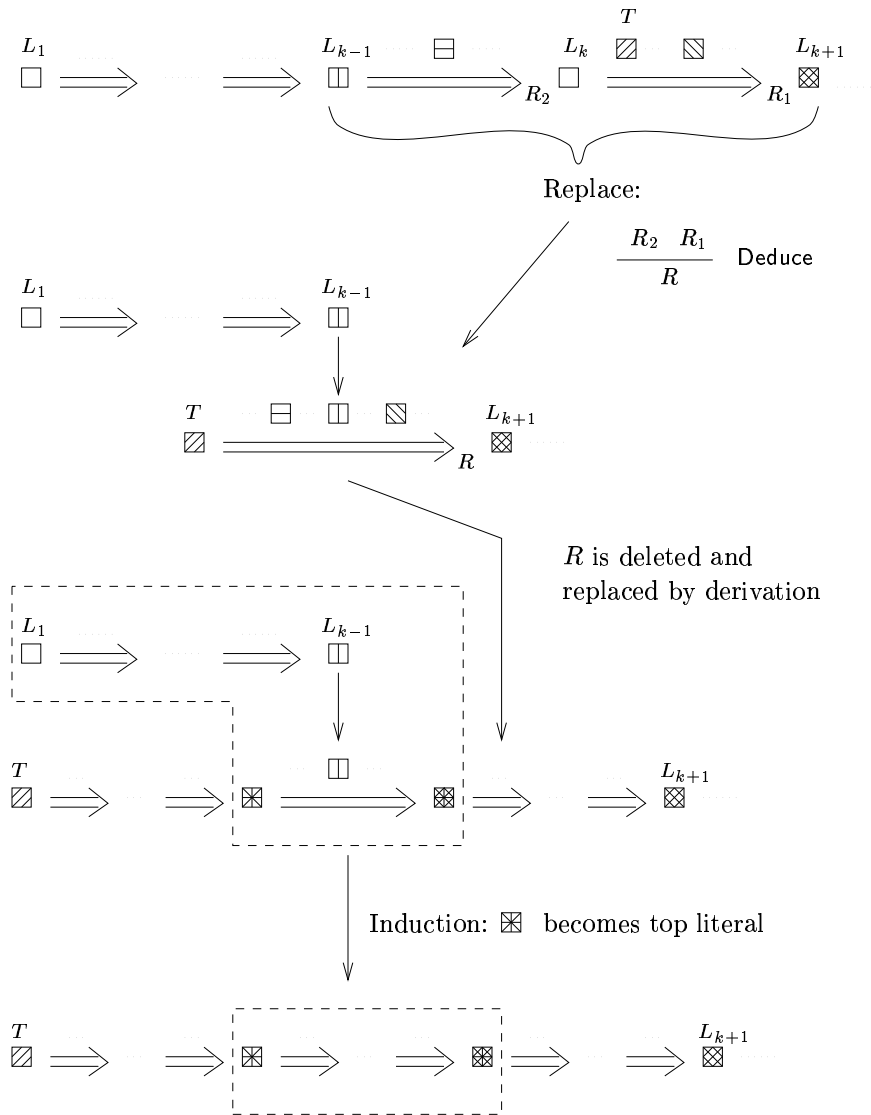 T
L₁ Lₖ₋₁ Lₖ Lₖ₊₁
R₂ R₁
Replace:
R₂ R₁
R
Deduce
L₁ Lₖ₋₁
T Lₖ₊₁
R
R is deleted and
replaced by derivation
L₁ Lₖ₋₁
T Lₖ₊₁
Induction: becomes top literal
T Lₖ₊₁